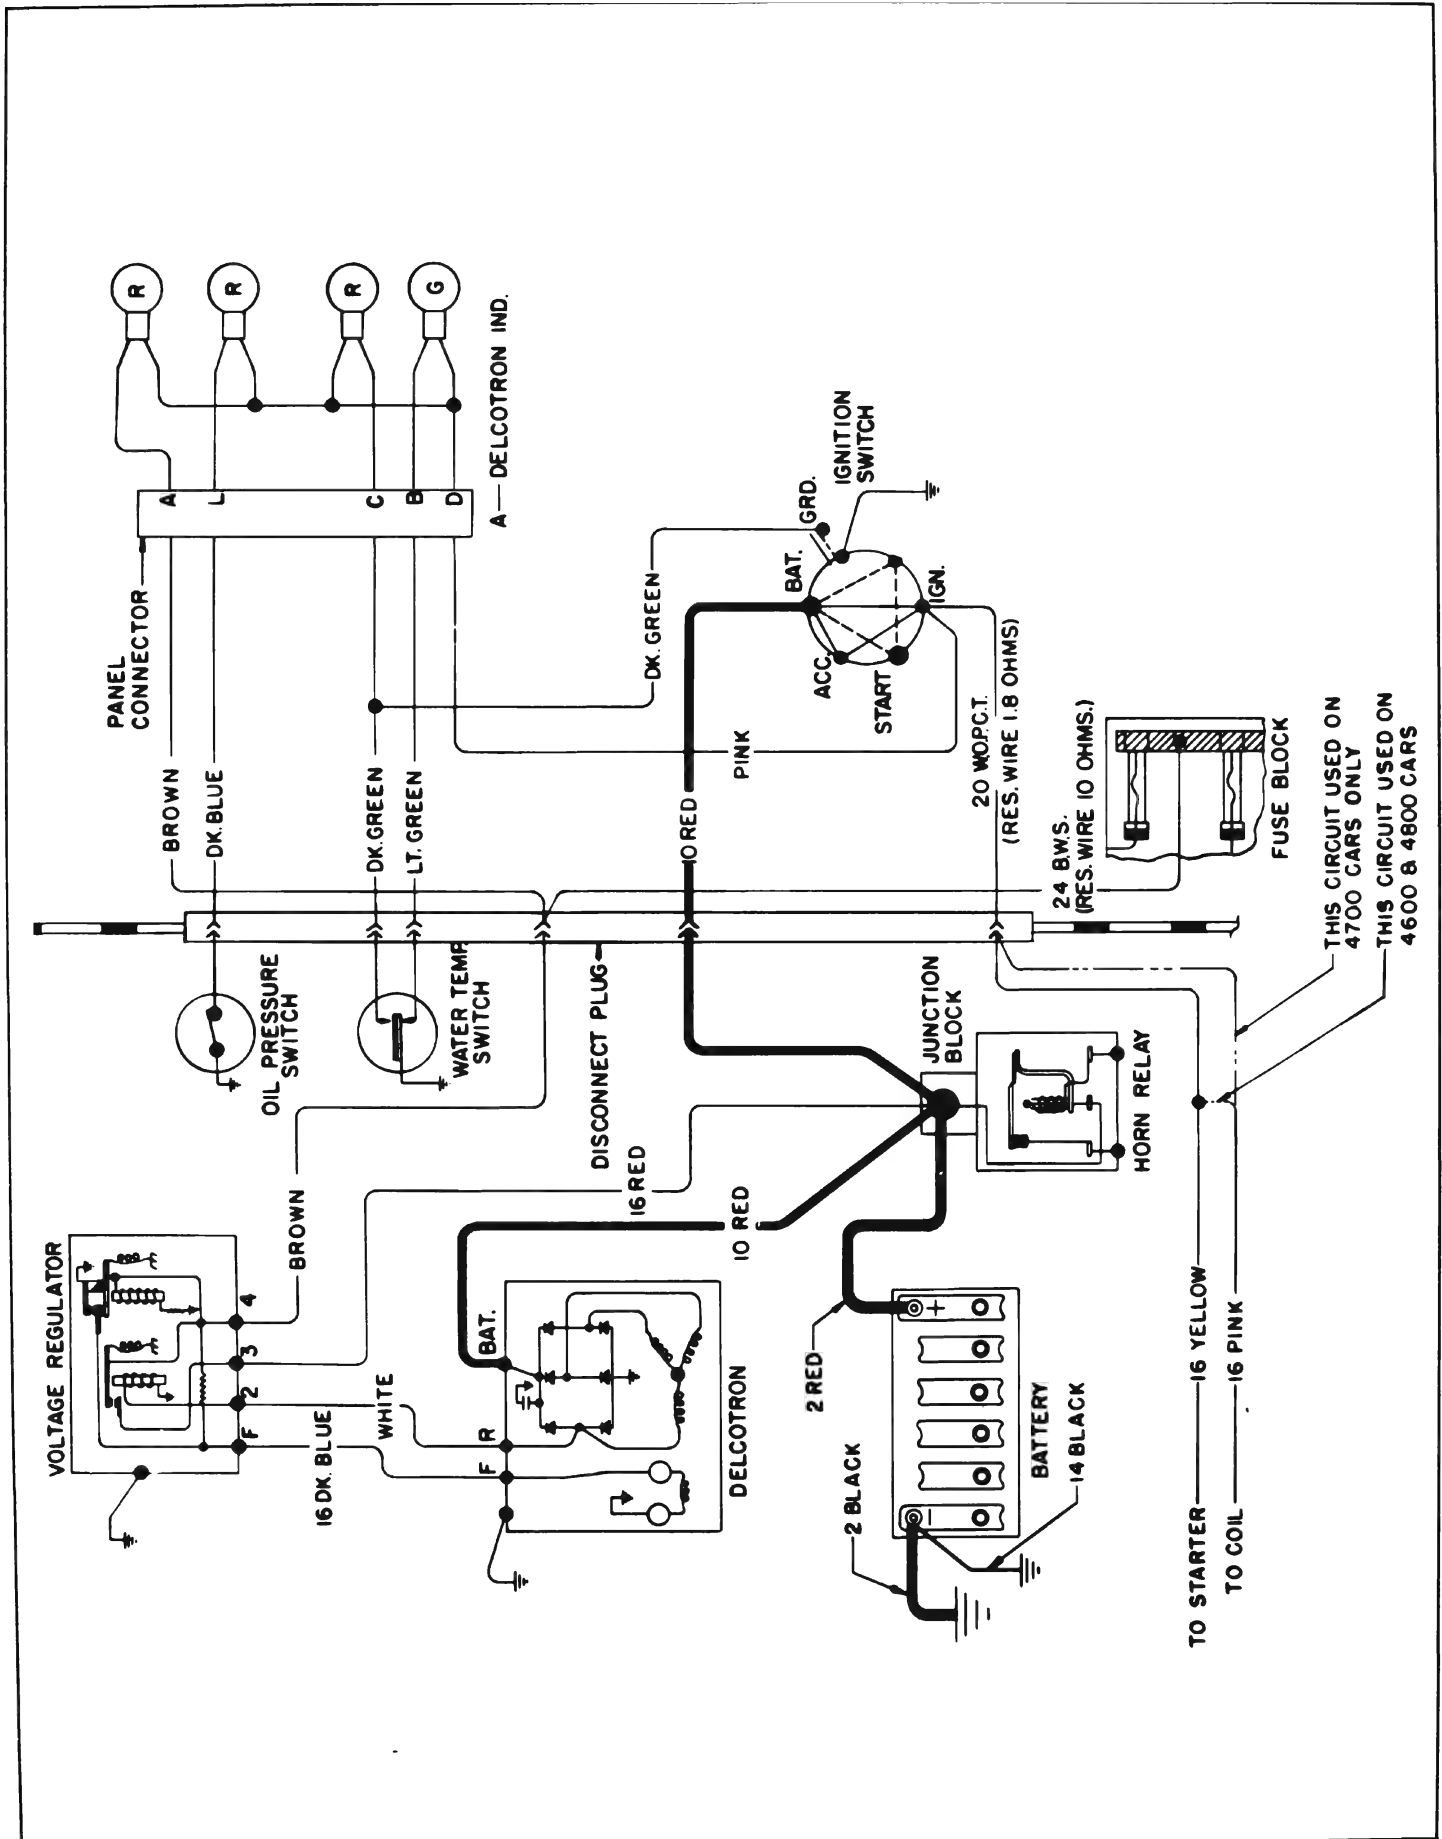 VOLTAGE REGULATOR
F
2
3
4
16 DK. BLUE
WHITE
BROWN
OIL PRESSURE
SWITCH
WATER TEMP.
SWITCH
DISCONNECT PLUG
BROWN
DK. BLUE
DK. GREEN
LT. GREEN
PANEL
CONNECTOR
A
L
C
B
D
R
R
R
G
A — DELCOTRON IND.
F
R
BAT.
DELCOTRON
16 RED
10 RED
10 RED
PINK
DK. GREEN
BAT.
GRD.
IGNITION
SWITCH
ACC.
START
IGN.
2 BLACK
2 RED
+
−
BATTERY
14 BLACK
JUNCTION
BLOCK
HORN RELAY
20 W.O.P.C.T.
(RES. WIRE 1.8 OHMS)
24 B.W.S.
(RES. WIRE 10 OHMS.)
FUSE BLOCK
TO STARTER
16 YELLOW
TO COIL
16 PINK
THIS CIRCUIT USED ON
4700 CARS ONLY
THIS CIRCUIT USED ON
4600 & 4800 CARS